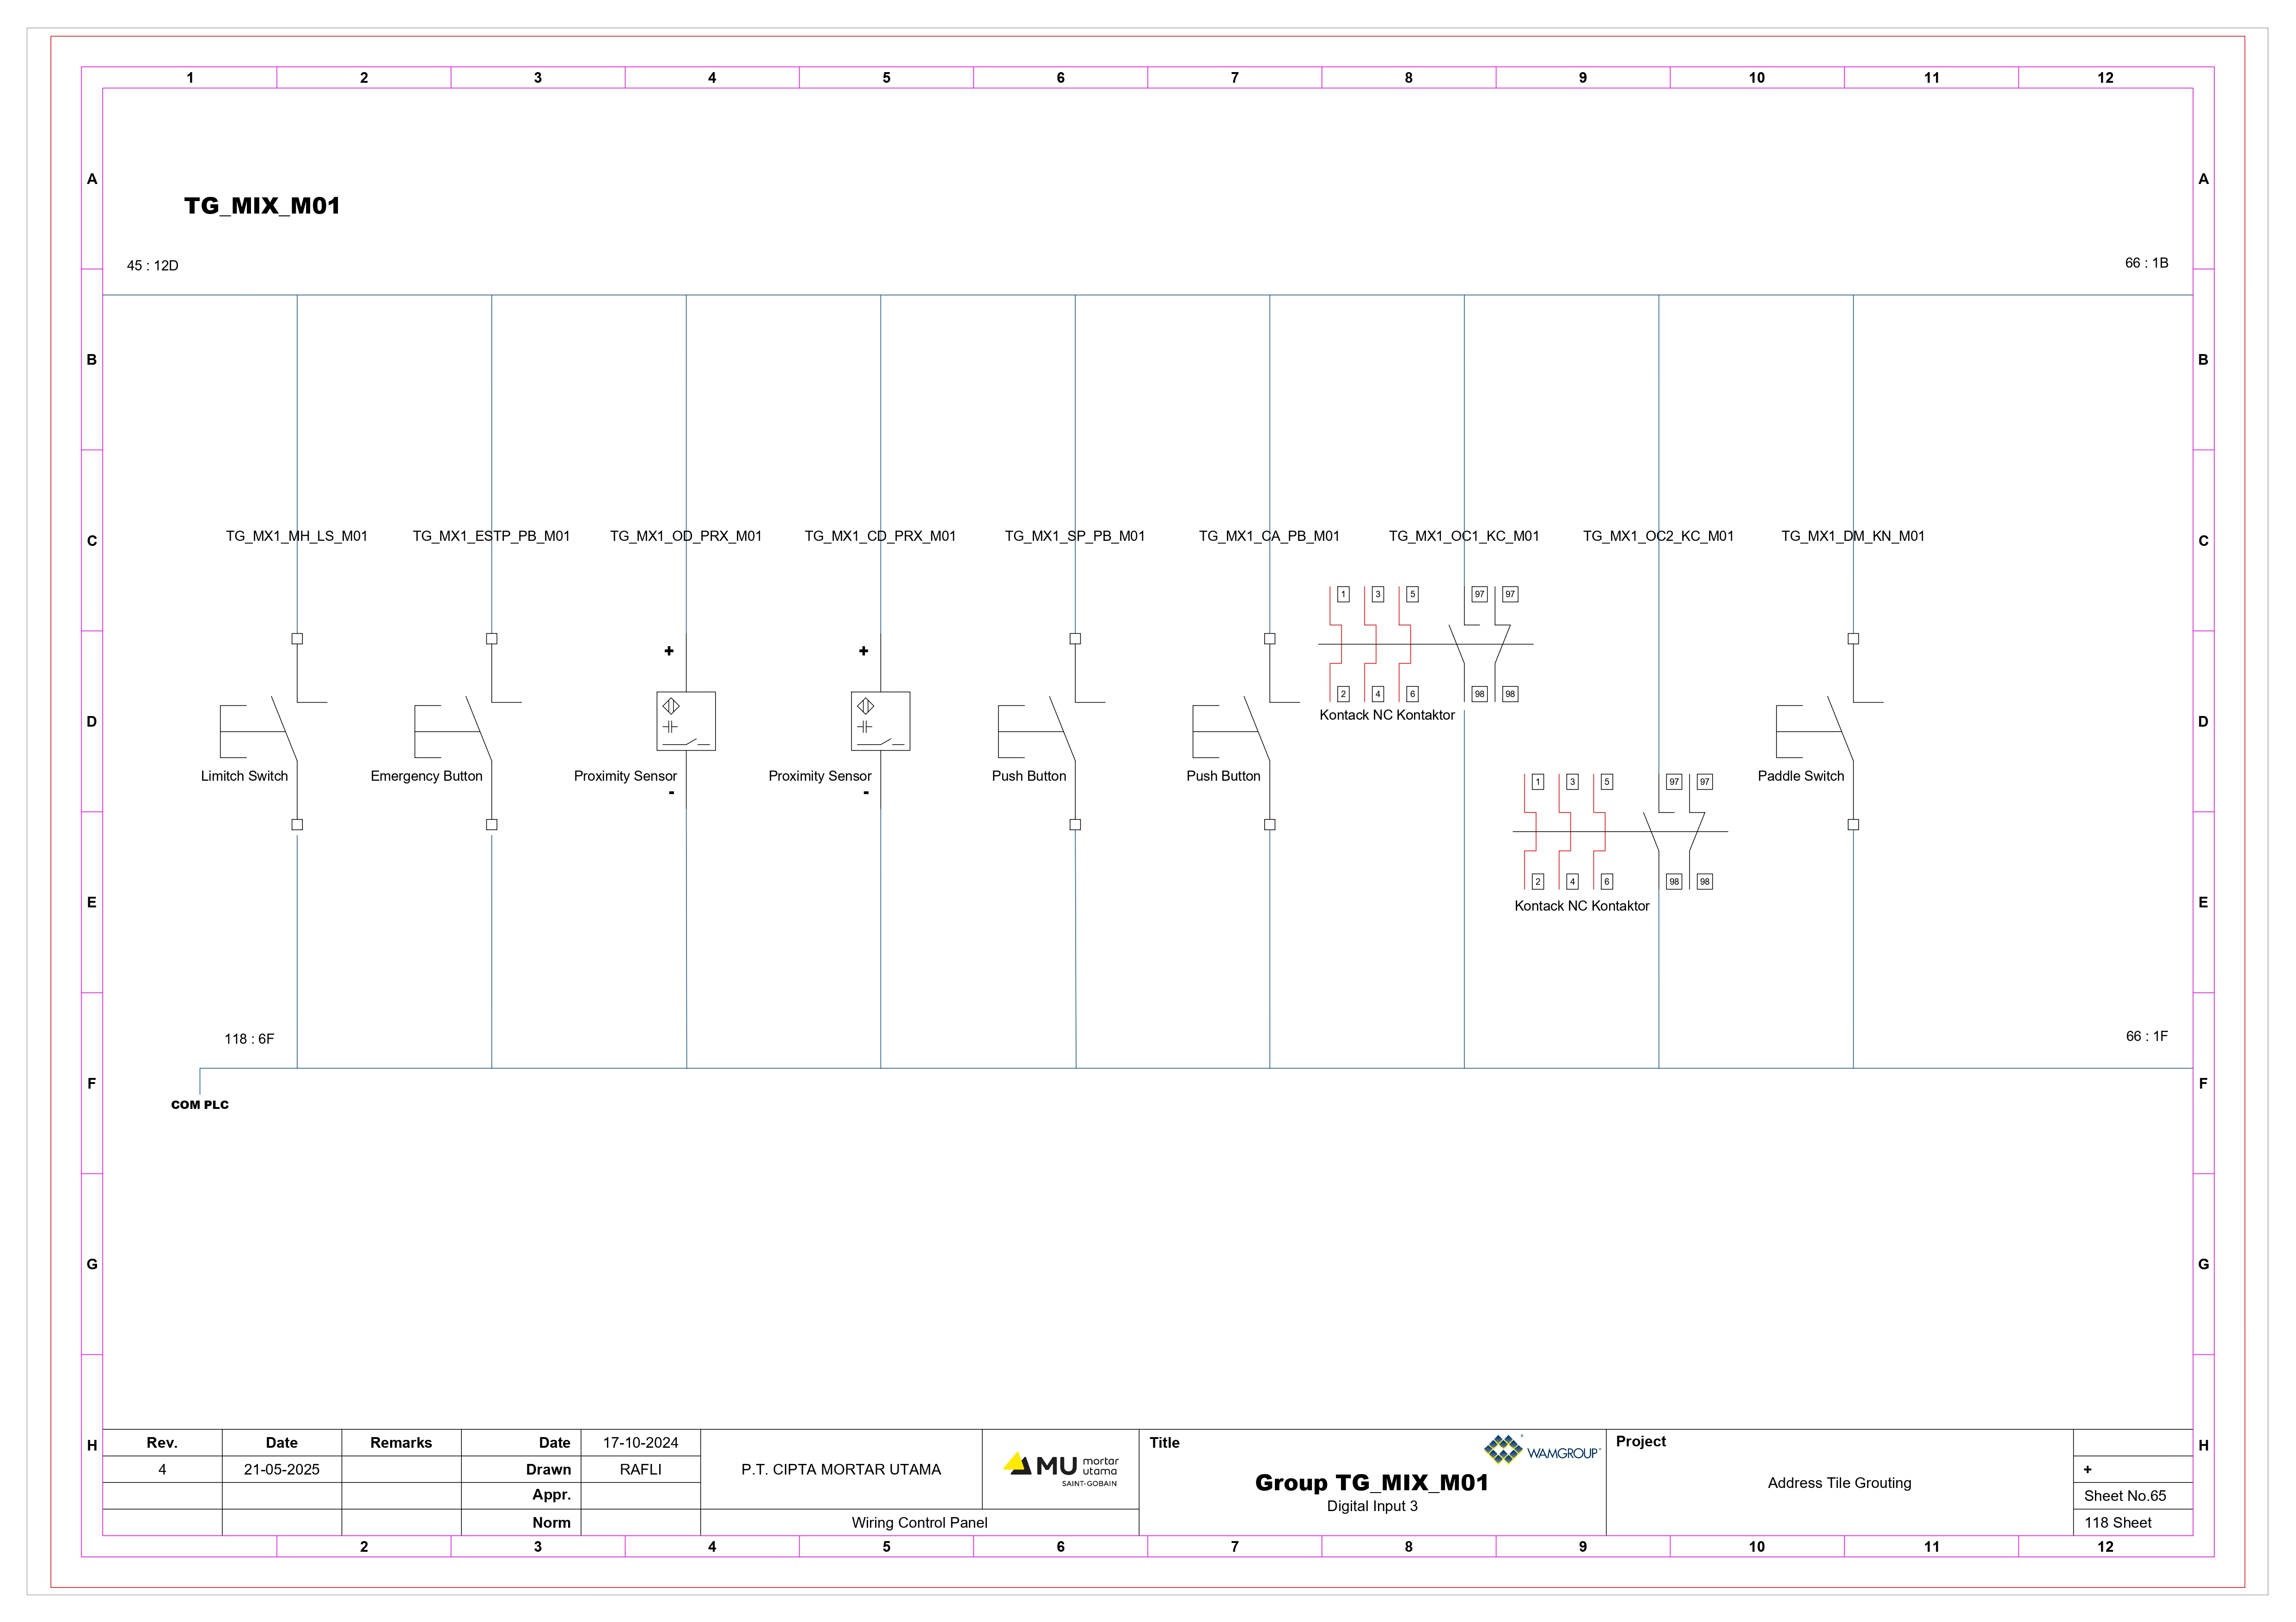 1 2 3 4 5 6 7 8 9 10 11 12
A A
TG_MIX_M01
45 : 12D 66 : 1B
B B
C TG_MX1_MH_LS_M01 TG_MX1_ESTP_PB_M01 TG_MX1_OD_PRX_M01 TG_MX1_CD_PRX_M01 TG_MX1_SP_PB_M01 TG_MX1_CA_PB_M01 TG_MX1_OC1_KC_M01 TG_MX1_OC2_KC_M01 TG_MX1_DM_KN_M01 C
1 3 5 97 97
+ +
2 4 6 98 98
D Kontack NC Kontaktor D
Limitch Switch Emergency Button Proximity Sensor Proximity Sensor Push Button Push Button Paddle Switch
- -
1 3 5 97 97
2 4 6 98 98
E Kontack NC Kontaktor E
118 : 6F 66 : 1F
F F
COM PLC
G G
H H
Rev. Date Remarks Date 17-10-2024
4 21-05-2025 Drawn RAFLI
Appr.
Norm
P.T. CIPTA MORTAR UTAMA
MU mortar
utama
SAINT-GOBAIN
Wiring Control Panel
Title
WAMGROUP®
Group TG_MIX_M01
Digital Input 3
Project
Address Tile Grouting
+
Sheet No.65
118 Sheet
2 3 4 5 6 7 8 9 10 11 12